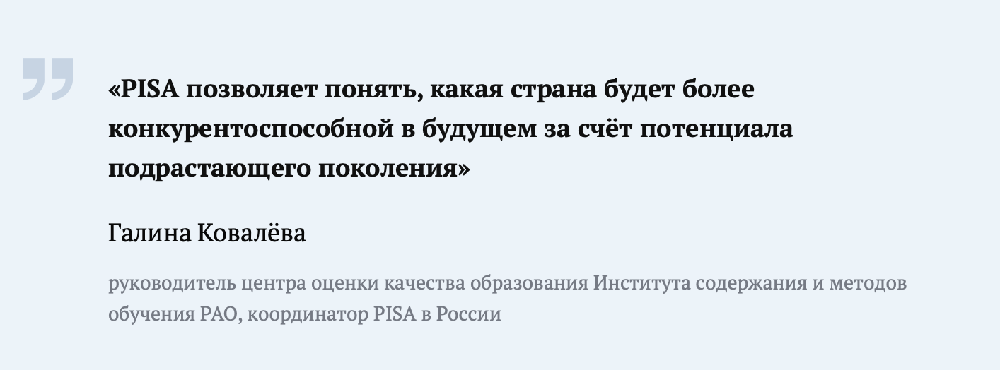 «PISA позволяет понять, какая страна будет более
конкурентоспособной в будущем за счёт потенциала
подрастающего поколения»
Галина Ковалёва
руководитель центра оценки качества образования Института содержания и методов
обучения РАО, координатор PISA в России